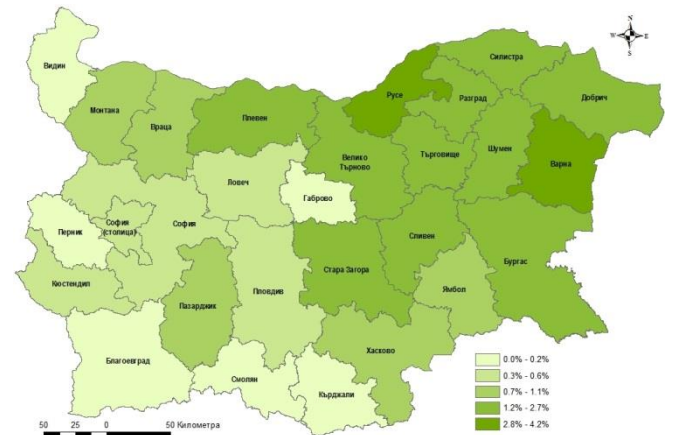 N
W E
S
Видин
Монтана
Враца
Плевен
Русе
Силистра
Разград
Добрич
Велико
Търново
Търговище
Шумен
Варна
Ловеч
Габрово
София
(столица)
София
Перник
Кюстендил
Пазарджик
Пловдив
Стара Загора
Сливен
Бургас
Ямбол
Хасково
Благоевград
Смолян
Кърджали
0.0% - 0.2%
0.3% - 0.6%
0.7% - 1.1%
1.2% - 2.7%
2.8% - 4.2%
50 25 0 50 Километра